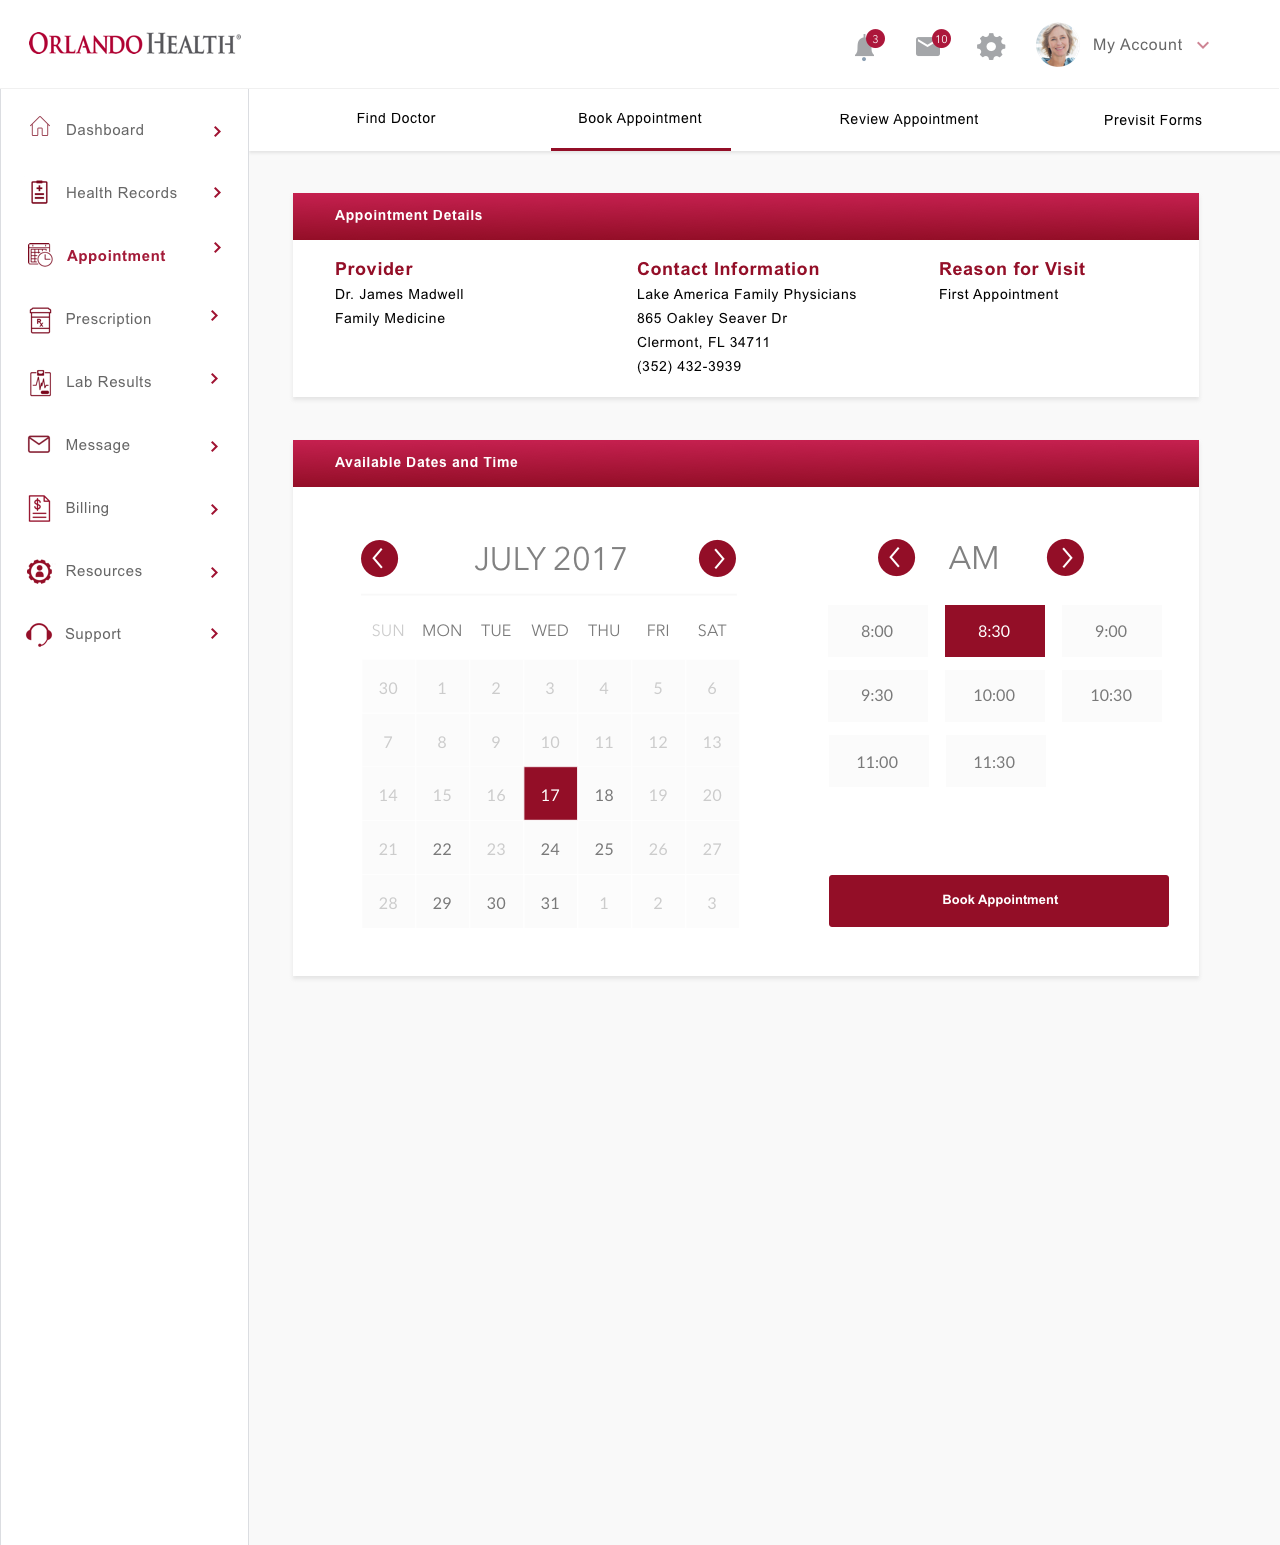 ORLANDO HEALTH®
3
10
My Account
Dashboard
Health Records
Appointment
Prescription
Lab Results
Message
Billing
Resources
Support
Find Doctor
Book Appointment
Review Appointment
Previsit Forms
Appointment Details
Provider
Dr. James Madwell
Family Medicine
Contact Information
Lake America Family Physicians
865 Oakley Seaver Dr
Clermont, FL 34711
(352) 432-3939
Reason for Visit
First Appointment
Available Dates and Time
JULY 2017
SUN MON TUE WED THU FRI SAT
30 1 2 3 4 5 6
7 8 9 10 11 12 13
14 15 16 17 18 19 20
21 22 23 24 25 26 27
28 29 30 31 1 2 3
AM
8:00 8:30 9:00
9:30 10:00 10:30
11:00 11:30
Book Appointment